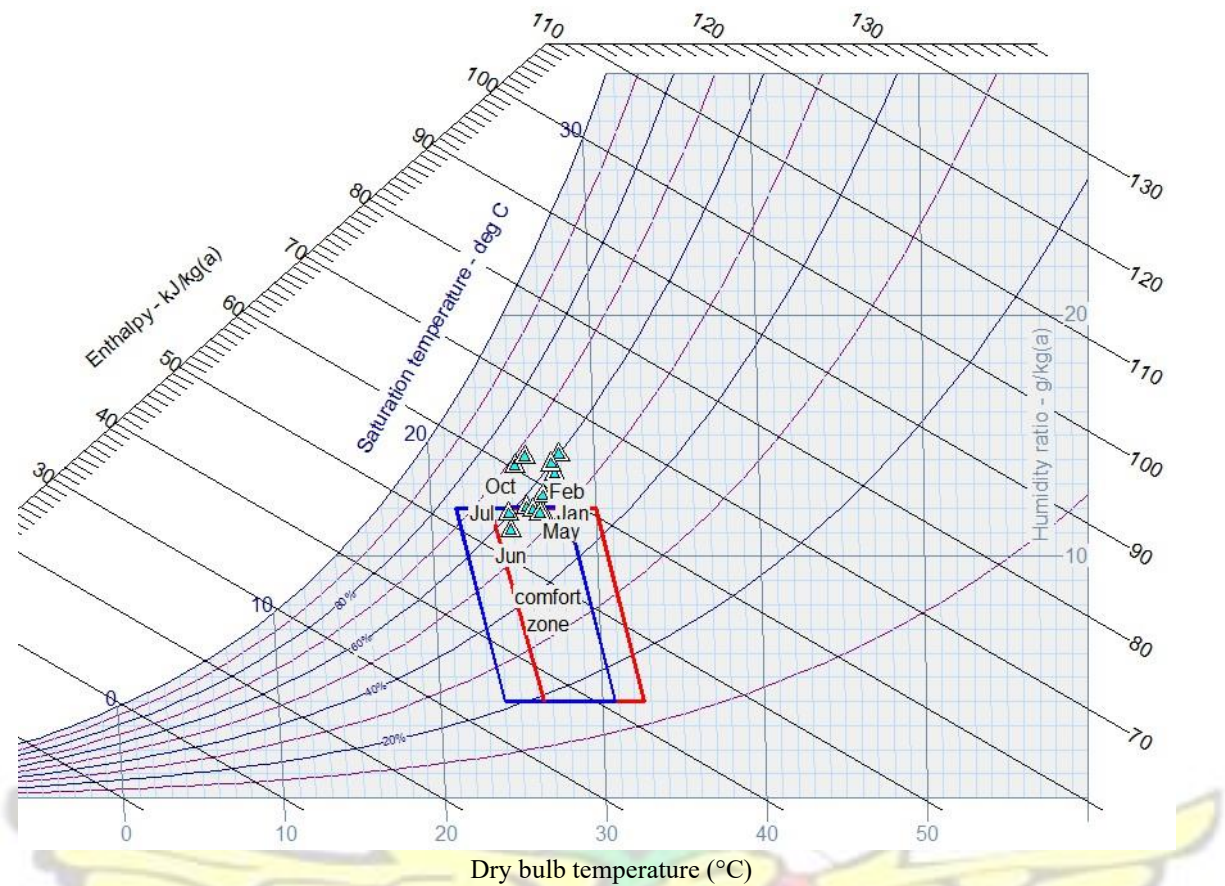 110
120
130
100
90
80
70
60
50
40
30
Enthalpy - kJ/kg(a)
Saturation temperature - deg C
30
20
10
0
130
120
110
100
90
80
70
20
10
Humidity ratio - g/kg(a)
Oct
Feb
Jul
Jan
May
Jun
comfort
zone
80%
60%
40%
20%
0
10
20
30
40
50
Dry bulb temperature (°C)